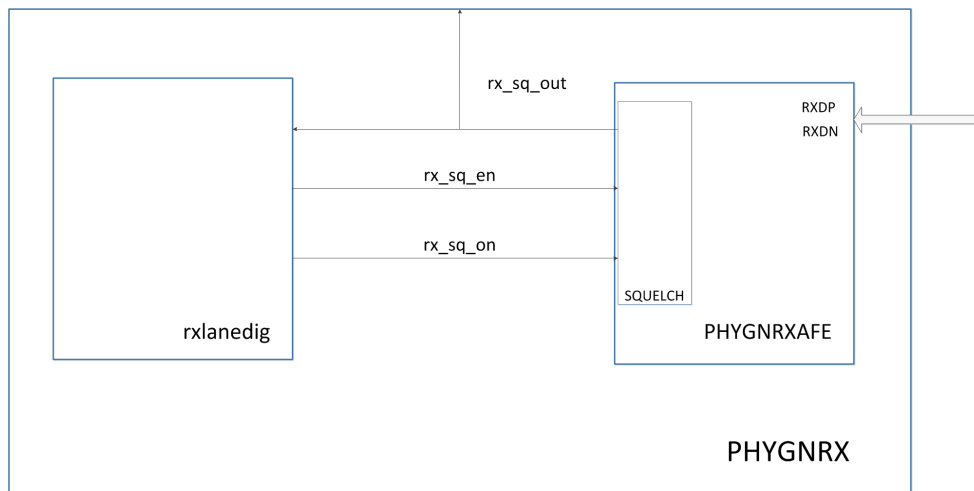 rx_sq_out
RXDP
RXDN
rx_sq_en
rx_sq_on
SQUELCH
rxlanedig
PHYGNRXAFE
PHYGNRX